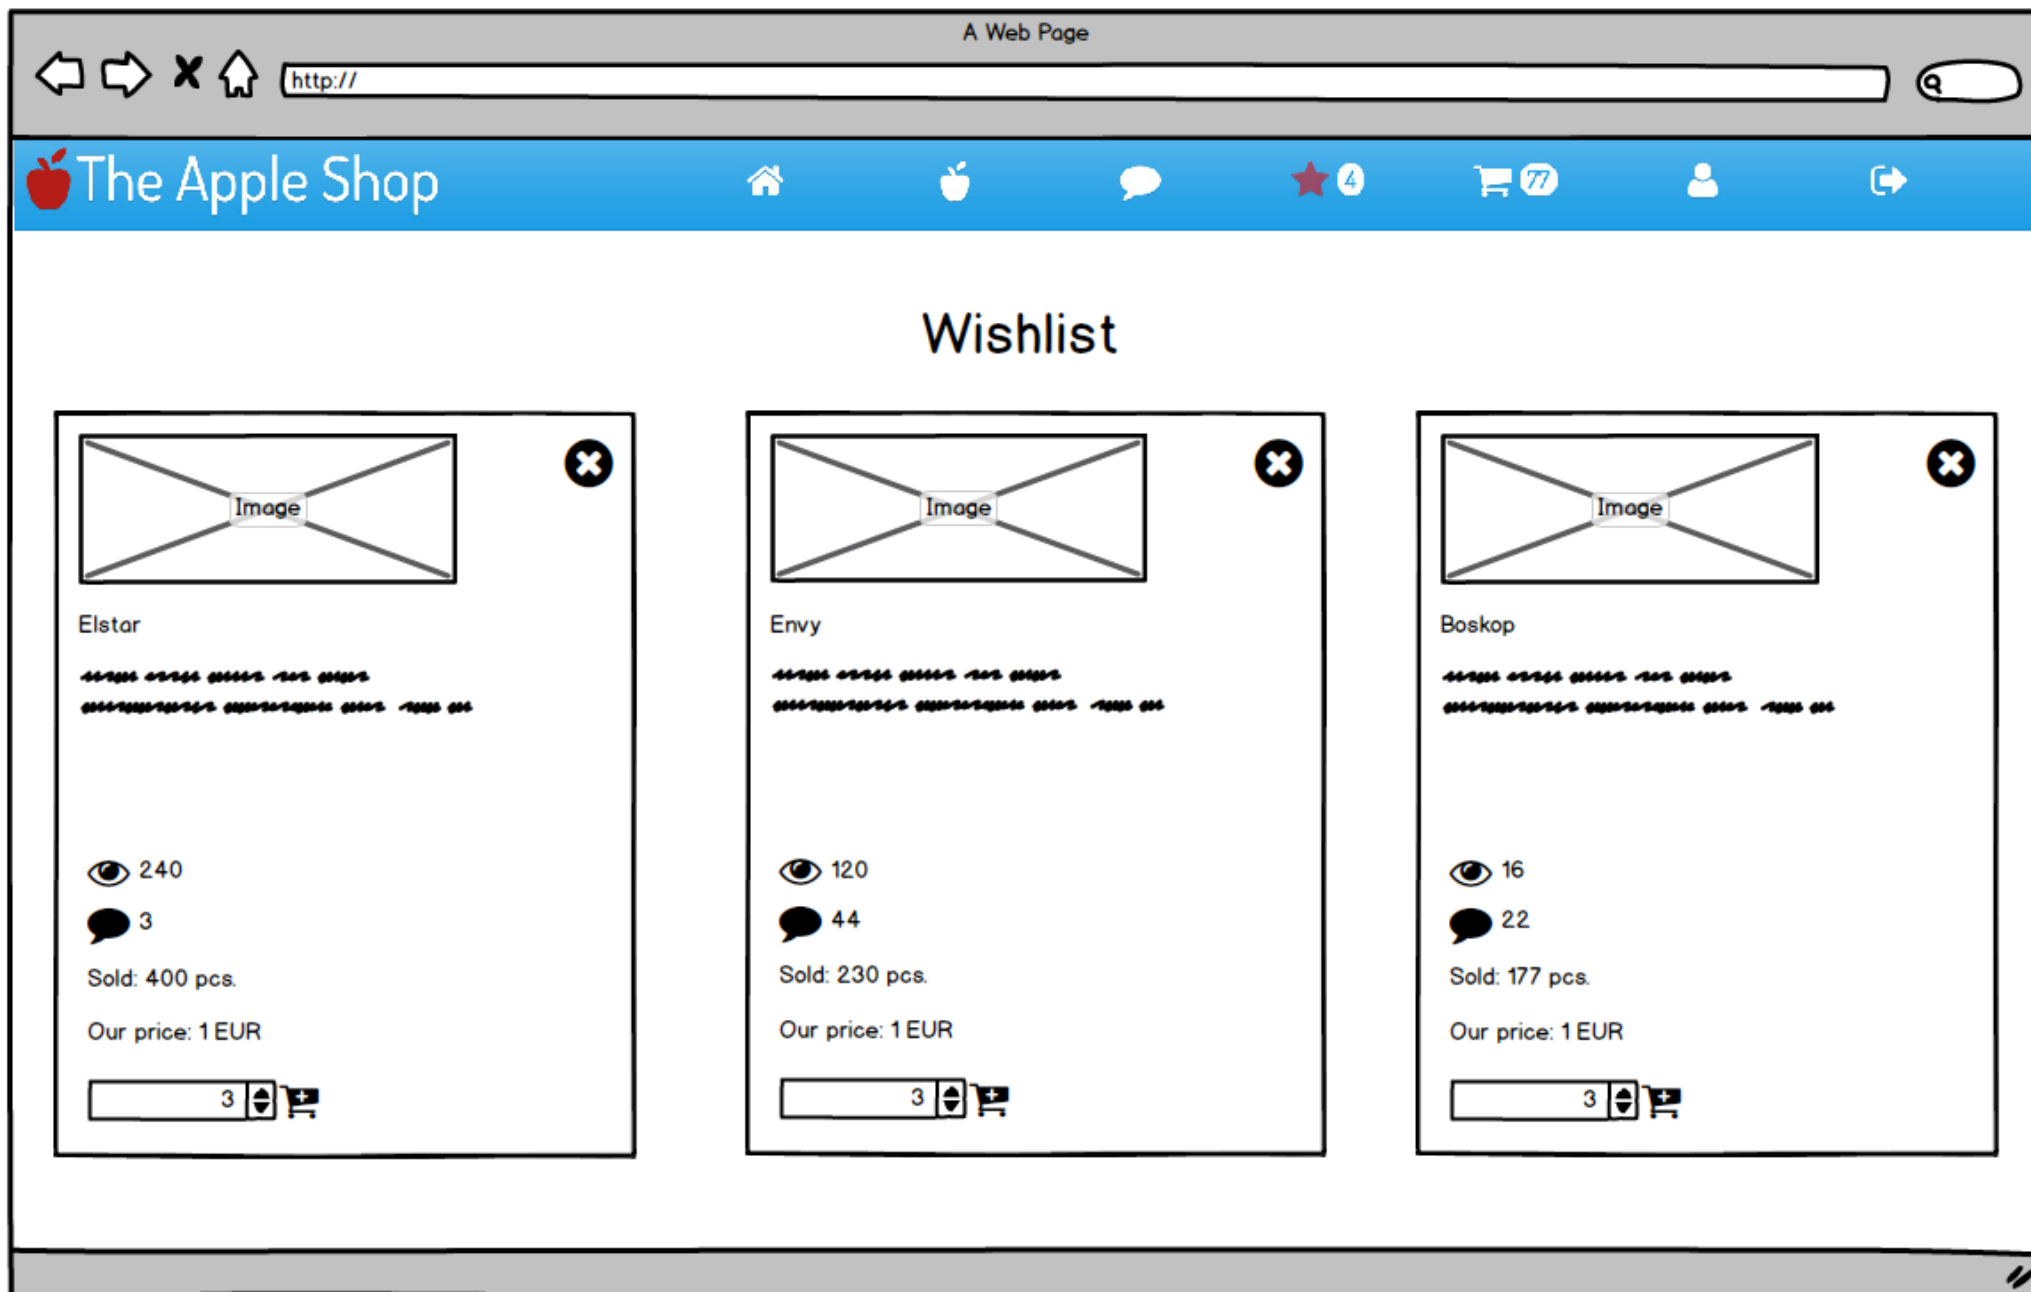 A Web Page
http://
The Apple Shop
4
77
Wishlist
Image
Image
Image
Elstar
Envy
Boskop
240
120
16
3
44
22
Sold: 400 pcs.
Sold: 230 pcs.
Sold: 177 pcs.
Our price: 1 EUR
Our price: 1 EUR
Our price: 1 EUR
3
3
3